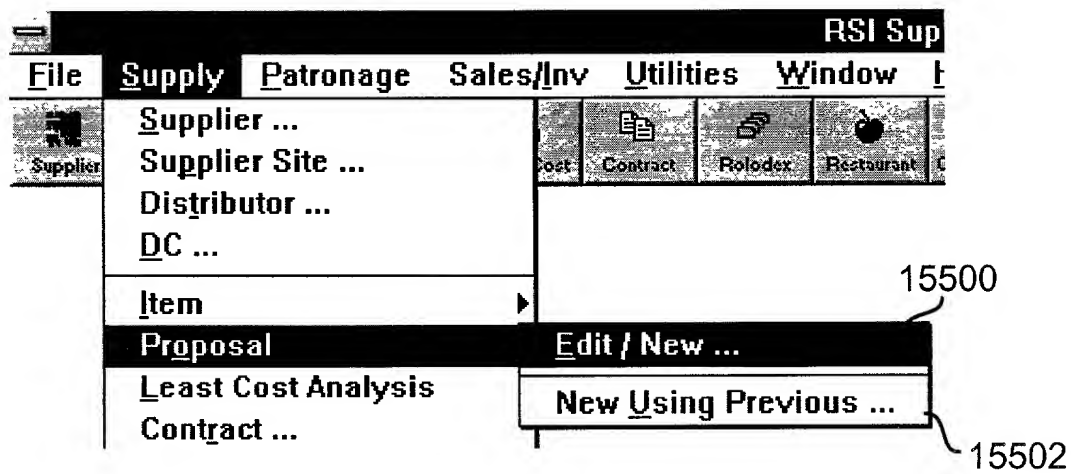 RSI Sup
File Supply Patronage Sales/Inv Utilities Window
Supplier Cost Contract Rolodex Restaurant
Supplier ...
Supplier Site ...
Distributor ...
DC ...
Item
Proposal
Least Cost Analysis
Contract ...
15500
Edit / New ...
New Using Previous ...
15502